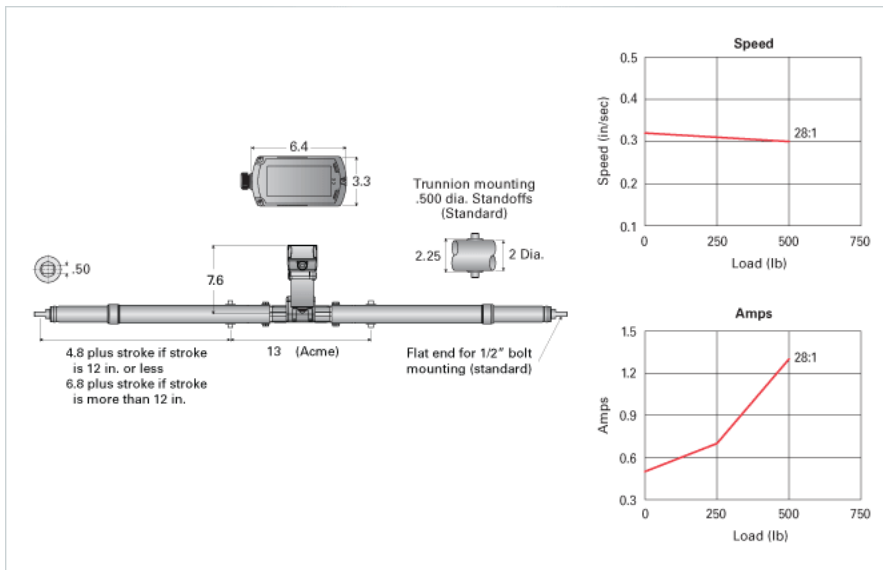 6.4
3.3
Trunnion mounting
.500 dia. Standoffs
(Standard)
2.25
2 Dia.
.50
7.6
13 (Acme)
4.8 plus stroke if stroke
is 12 in. or less
6.8 plus stroke if stroke
is more than 12 in.
Flat end for 1/2" bolt
mounting (standard)
Speed
Speed (in/sec)
0.5
0.4
0.3
0.2
0.1
28:1
0 250 500 750
Load (lb)
Amps
Amps
1.5
1.2
0.9
0.6
0.3
28:1
0 250 500 750
Load (lb)